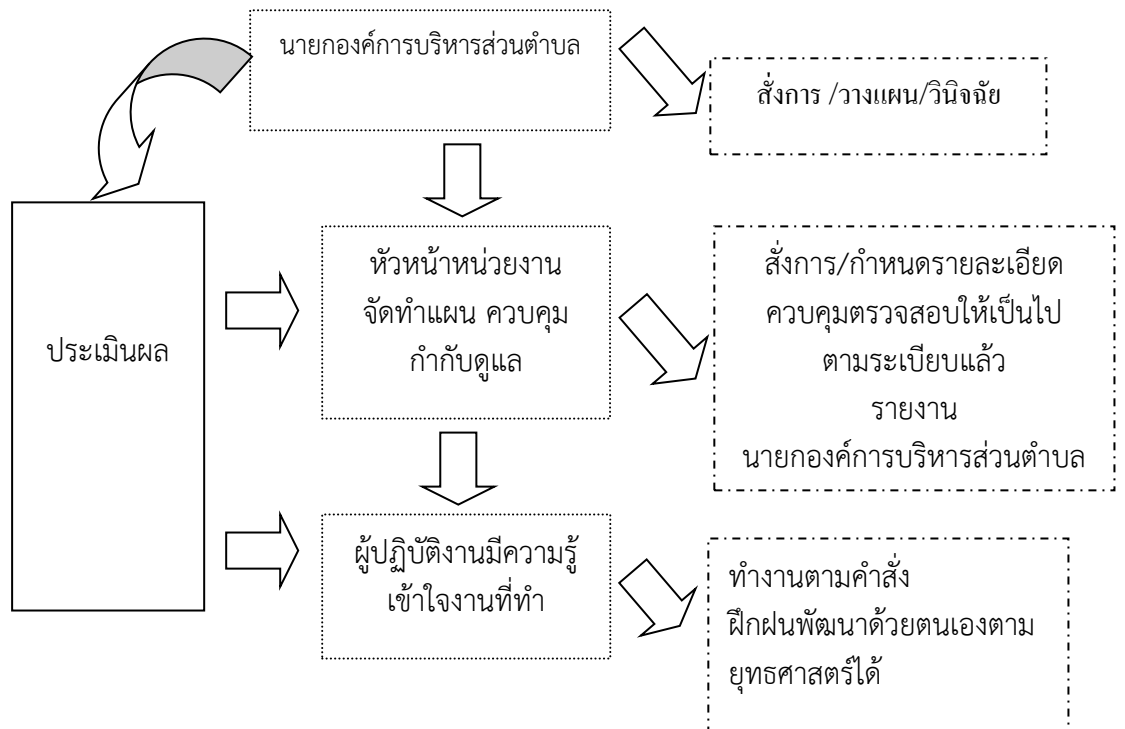 นายกองค์การบริหารส่วนตำบล
สั่งการ /วางแผน/วินิจฉัย
ประเมินผล
หัวหน้าหน่วยงาน
จัดทำแผน ควบคุม
กำกับดูแล
สั่งการ/กำหนดรายละเอียด
ควบคุมตรวจสอบให้เป็นไป
ตามระเบียบแล้ว
รายงาน
นายกองค์การบริหารส่วนตำบล
ผู้ปฏิบัติงานมีความรู้
เข้าใจงานที่ทำ
ทำงานตามคำสั่ง
ฝึกฝนพัฒนาด้วยตนเองตาม
ยุทธศาสตร์ได้